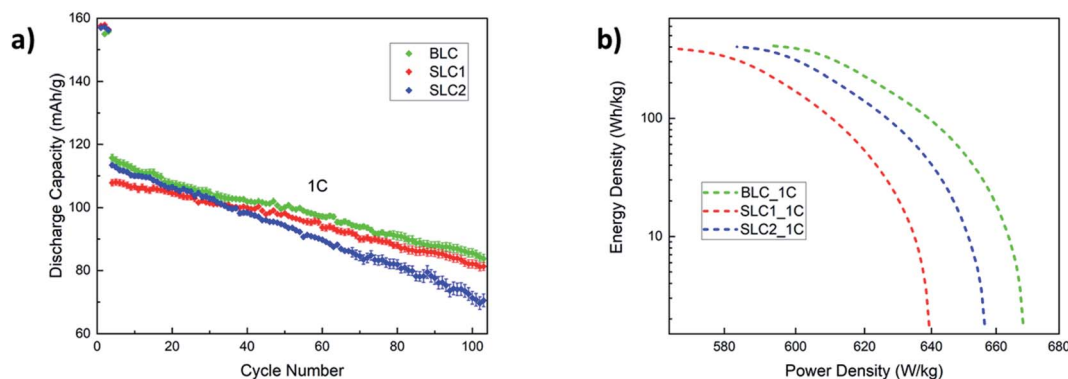 a)
160
140
120
100
80
60
0
20
40
60
80
100
Discharge Capacity (mAh/g)
Cycle Number
BLC
SLC1
SLC2
1C
b)
100
10
580
600
620
640
660
680
Energy Density (Wh/kg)
Power Density (W/kg)
BLC_1C
SLC1_1C
SLC2_1C